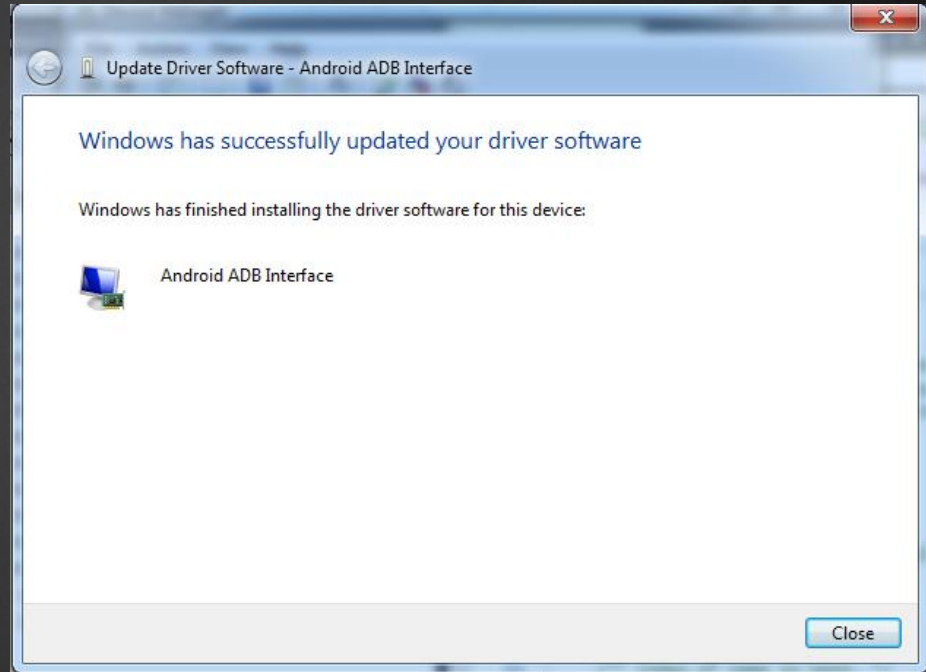 Update Driver Software - Android ADB Interface
Windows has successfully updated your driver software
Windows has finished installing the driver software for this device:
Android ADB Interface
Close